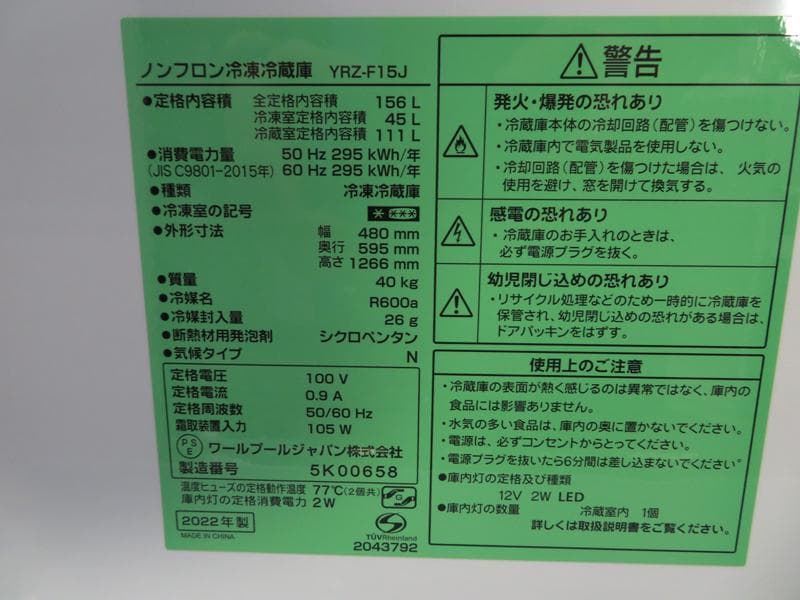 ノンフロン冷凍冷蔵庫 YRZ-F15J
●定格内容積 全定格内容積 156 L
冷凍室定格内容積 45 L
冷蔵室定格内容積 111 L
●消費電力量 50 Hz 295 kWh/年
(JIS C9801-2015年) 60 Hz 295 kWh/年
●種類 冷凍冷蔵庫
●冷凍室の記号 * ***
●外形寸法 幅 480 mm
奥行 595 mm
高さ 1266 mm
●質量 40 kg
●冷媒名 R600a
●冷媒封入量 26 g
●断熱材用発泡剤 シクロペンタン
●気候タイプ N
定格電圧 100 V
定格電流 0.9 A
定格周波数 50/60 Hz
霜取装置入力 105 W
PSE ワールプールジャパン株式会社
製造番号 5K00658
温度ヒューズの定格動作温度 77℃(2個共)
庫内灯の定格消費電力 2W
G
2022年製
MADE IN CHINA
TÜVRheinland
2043792
⚠警告
発火・爆発の恐れあり
・冷蔵庫本体の冷却回路(配管)を傷つけない。
・冷蔵庫内で電気製品を使用しない。
・冷却回路(配管)を傷つけた場合は、火気の
使用を避け、窓を開けて換気する。
感電の恐れあり
・冷蔵庫のお手入れのときは、
必ず電源プラグを抜く。
幼児閉じ込めの恐れあり
・リサイクル処理などのため一時的に冷蔵庫を
保管され、幼児閉じ込めの恐れがある場合は、
ドアパッキンをはずす。
使用上のご注意
・冷蔵庫の表面が熱く感じるのは異常ではなく、庫内の
食品には影響ありません。
・水気の多い食品は、庫内の奥に置かないでください。
・電源は、必ずコンセントからとってください。
・電源プラグを抜いたら6分間は差し込まないでください。
●庫内灯の定格及び種類
12V 2W LED
●庫内灯の数量 冷蔵室内 1個
詳しくは取扱説明書をご覧ください。